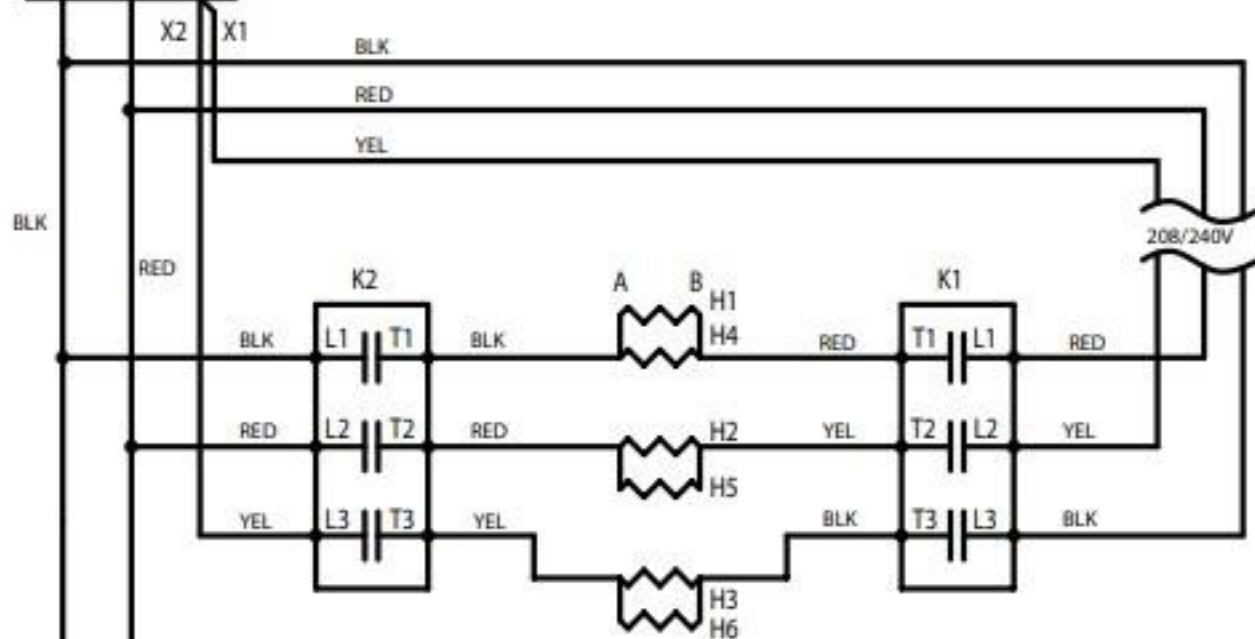 X2 X1
BLK
RED
YEL
BLK
208/240V
RED
K2 A B H1 K1
H4
BLK L1 T1 BLK RED T1 L1 RED
RED L2 T2 RED H2 YEL T2 L2 YEL
H5
YEL L3 T3 YEL BLK T3 L3 BLK
H3
H6